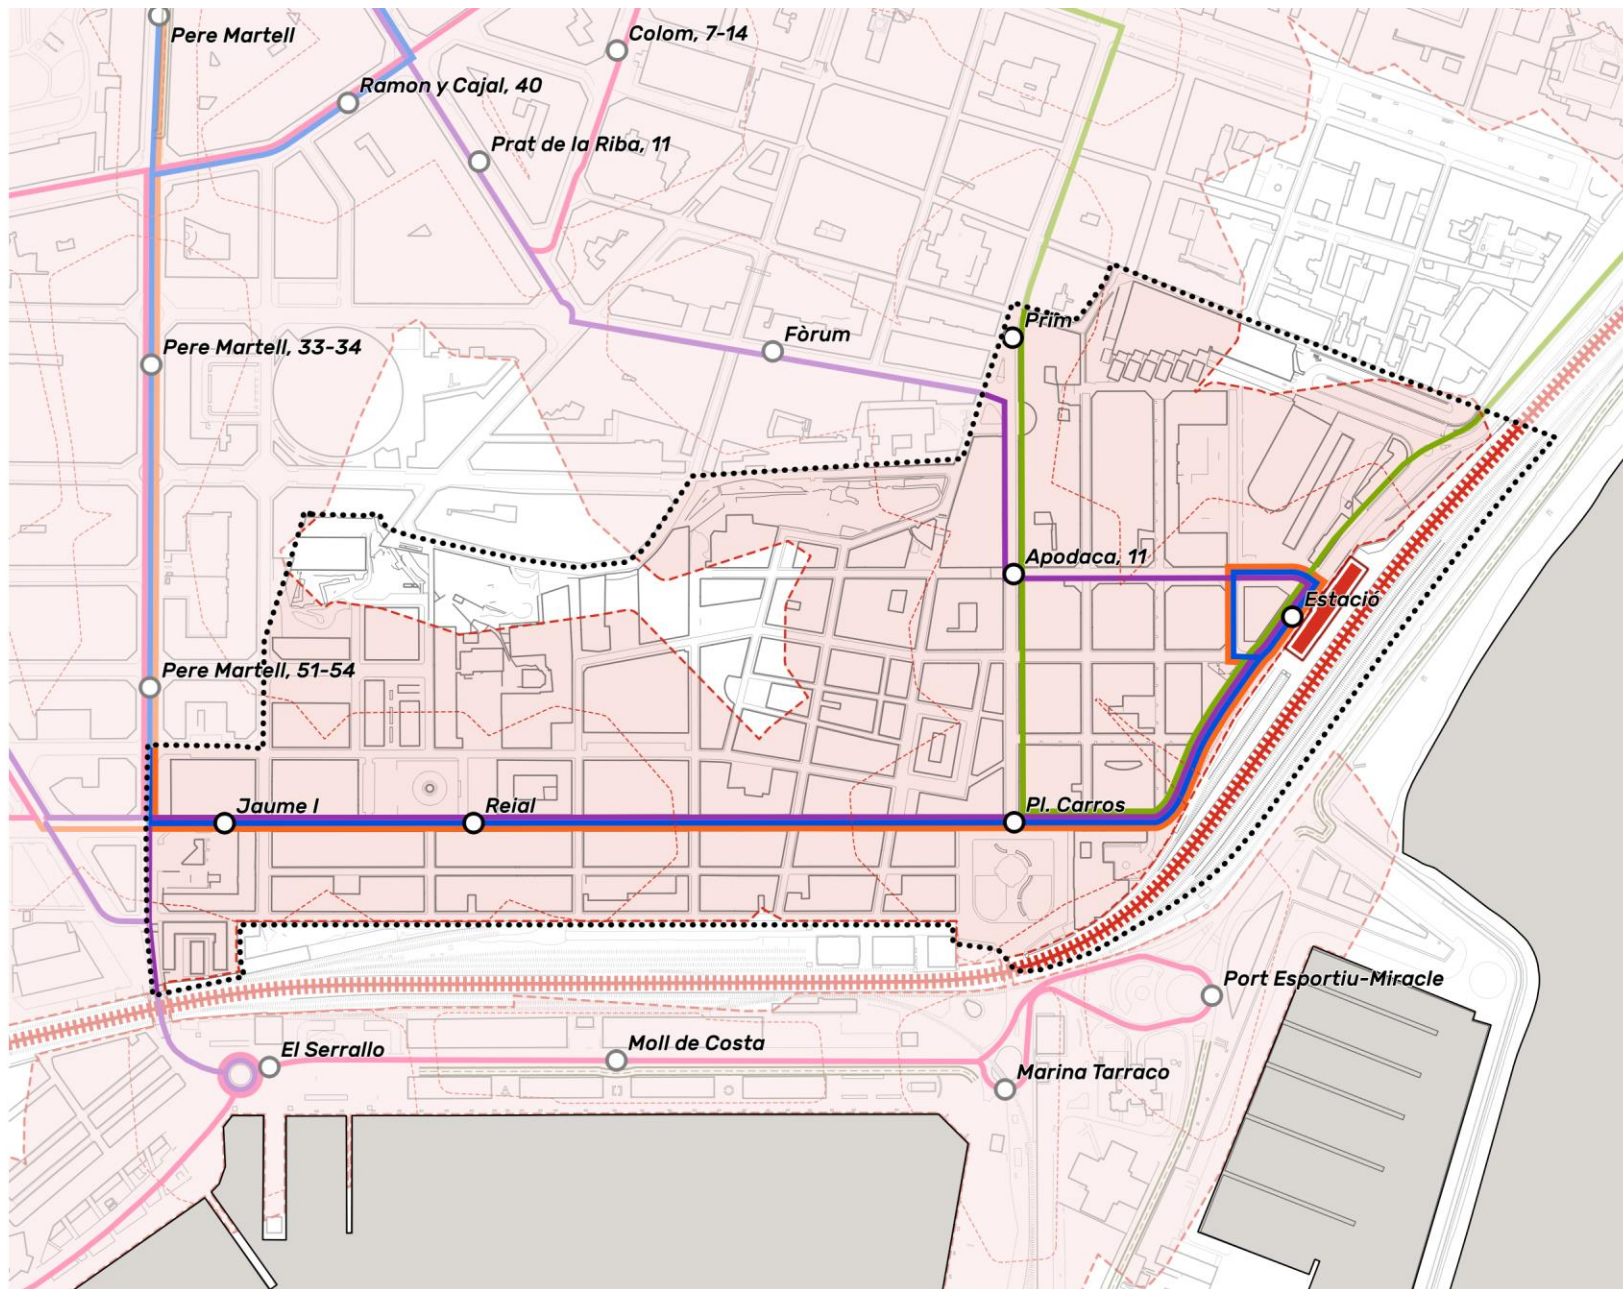 Pere Martell
Colom, 7-14
Ramon y Cajal, 40
Prat de la Riba, 11
Prim
Fòrum
Pere Martell, 33-34
Apodaca, 11
Estació
Pere Martell, 51-54
Jaume I
Reial
Pl. Carros
Port Esportiu-Miracle
El Serrallo
Moll de Costa
Marina Tarraco